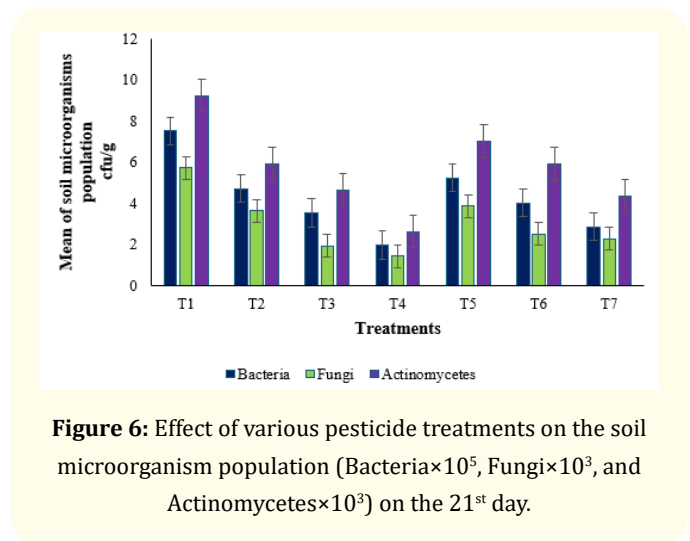 Mean of soil microorganisms
population
cfu/g
12
10
8
6
4
2
0
T1 T2 T3 T4 T5 T6 T7
Treatments
Bacteria Fungi Actinomycetes
Figure 6: Effect of various pesticide treatments on the soil
microorganism population (Bacteria×10⁵, Fungi×10³, and
Actinomycetes×10³) on the 21ˢᵗ day.